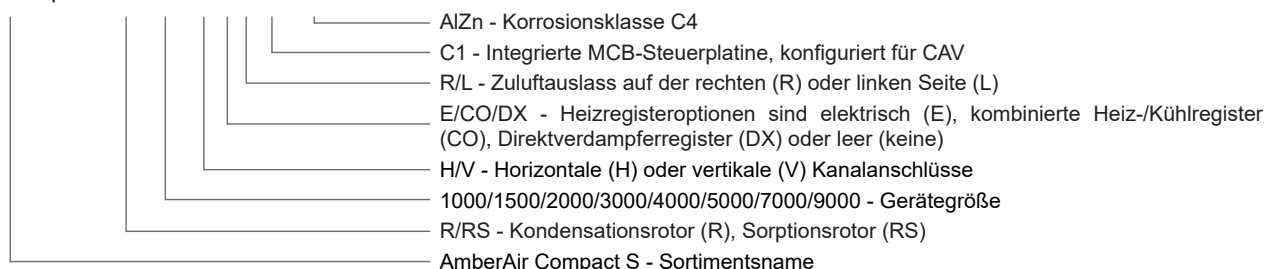 AlZn - Korrosionsklasse C4
C1 - Integrierte MCB-Steuerplatine, konfiguriert für CAV
R/L - Zuluftauslass auf der rechten (R) oder linken Seite (L)
E/CO/DX - Heizregisteroptionen sind elektrisch (E), kombinierte Heiz-/Kühlregister
(CO), Direktverdampferregister (DX) oder leer (keine)
H/V - Horizontale (H) oder vertikale (V) Kanalanschlüsse
1000/1500/2000/3000/4000/5000/7000/9000 - Gerätegröße
R/RS - Kondensationsrotor (R), Sorptionsrotor (RS)
AmberAir Compact S - Sortimentsname